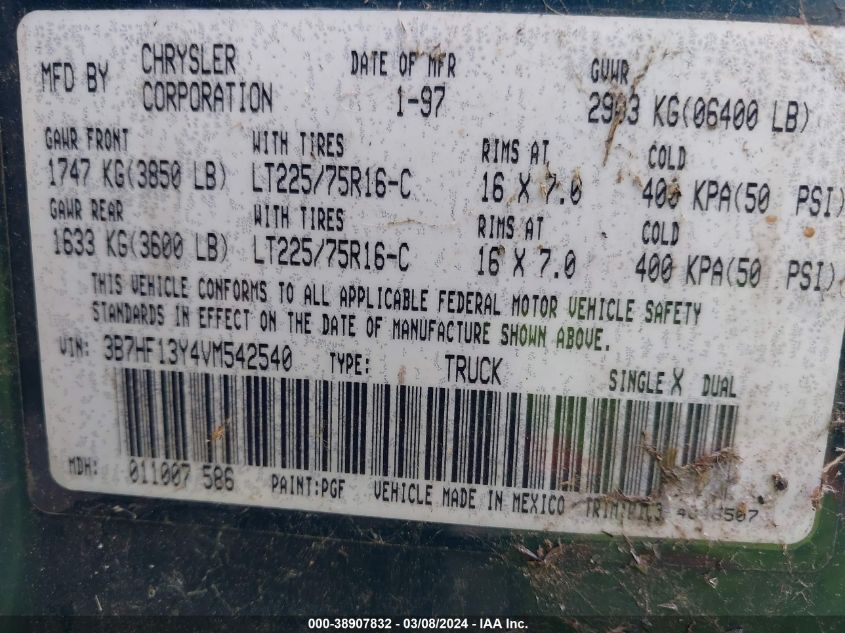 MFD BY CHRYSLER CORPORATION DATE OF MFR 1-97 GVWR KG(06400 LB)
GAWR FRONT WITH TIRES RIMS AT COLD
1747 KG(3850 LB) LT225/75R16-C 16 X 7.0 400 KPA(50 PSI)
GAWR REAR WITH TIRES RIMS AT COLD
1633 KG(3600 LB) LT225/75R16-C 16 X 7.0 400 KPA(50 PSI)
THIS VEHICLE CONFORMS TO ALL APPLICABLE FEDERAL MOTOR VEHICLE SAFETY
STANDARDS IN EFFECT ON THE DATE OF MANUFACTURE SHOWN ABOVE.
VIN: 3B7HF13Y4VM542540 TYPE: TRUCK SINGLE X DUAL
MDH: 011007 586 PAINT:PGF VEHICLE MADE IN MEXICO
000-38907832 - 03/08/2024 - IAA Inc.